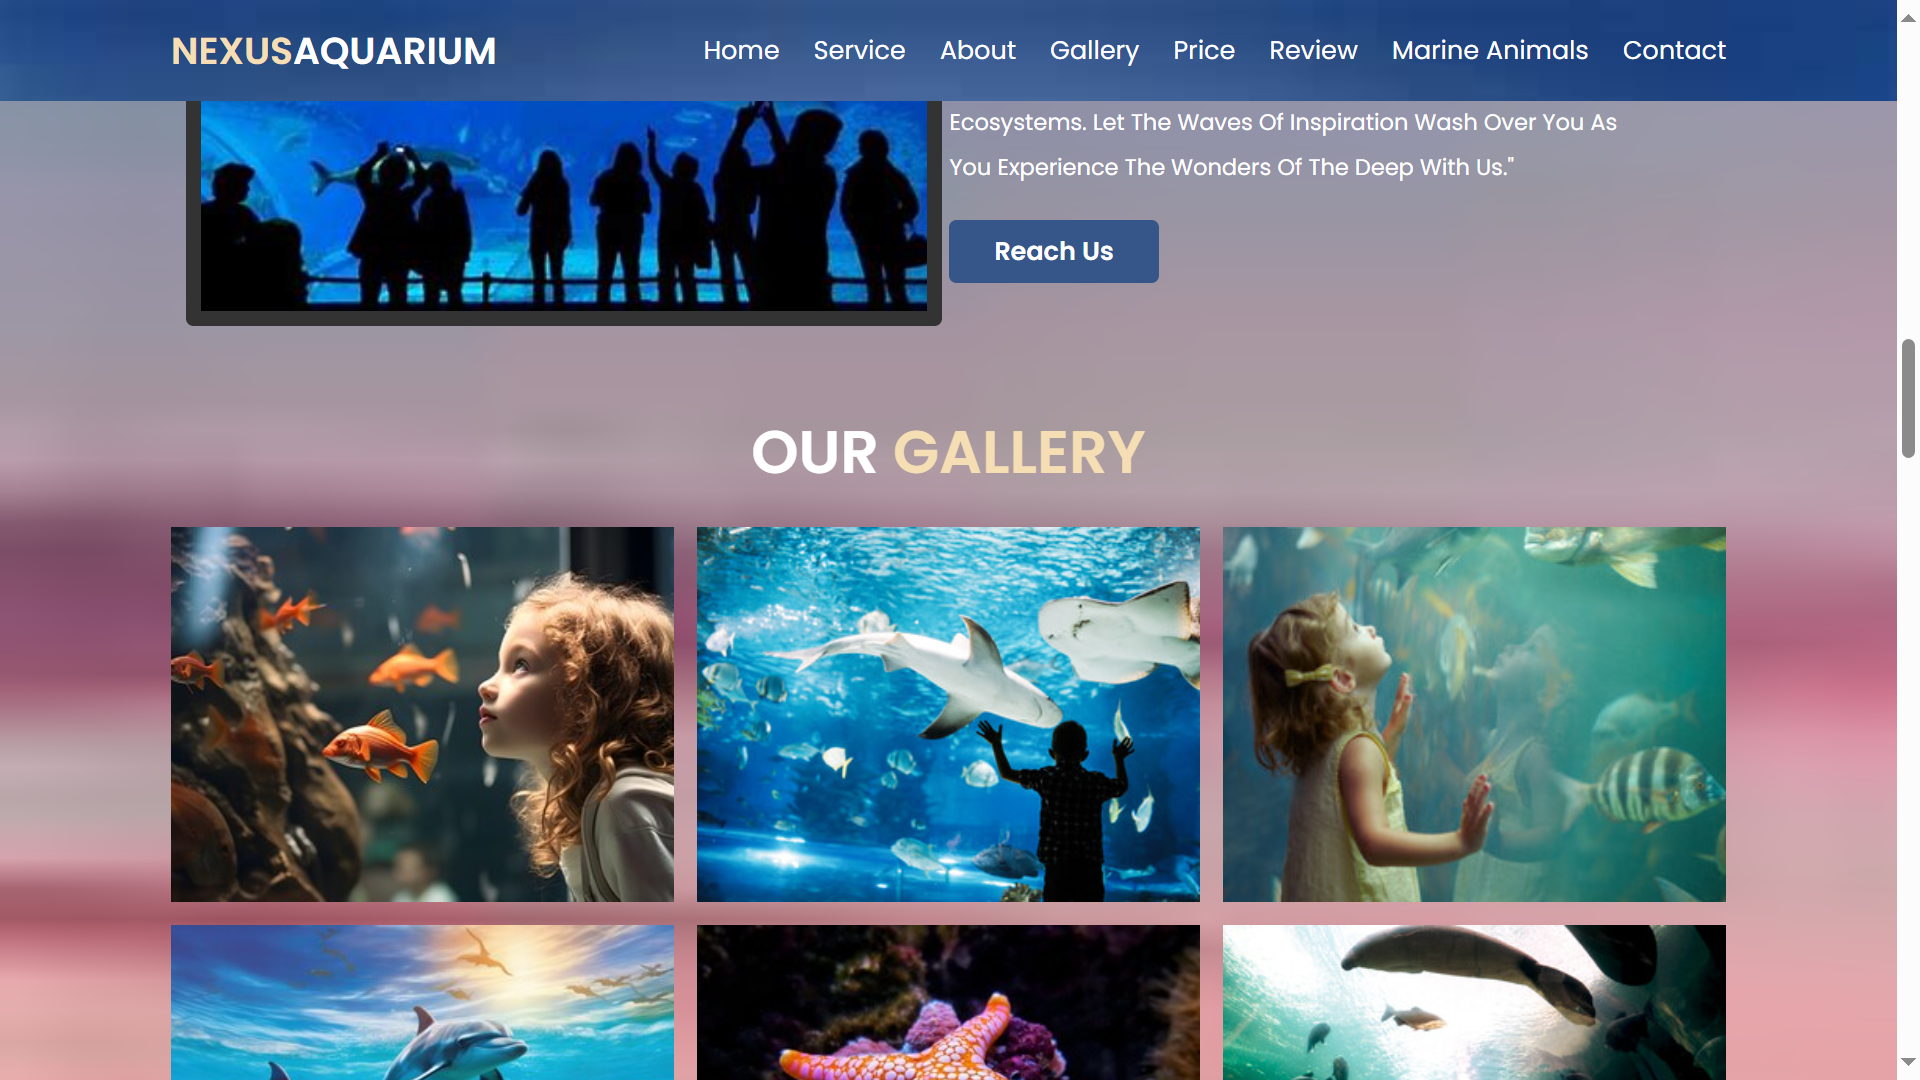 NEXUSAQUARIUM
Home Service About Gallery Price Review Marine Animals Contact
Ecosystems. Let The Waves Of Inspiration Wash Over You As
You Experience The Wonders Of The Deep With Us."
Reach Us
OUR GALLERY